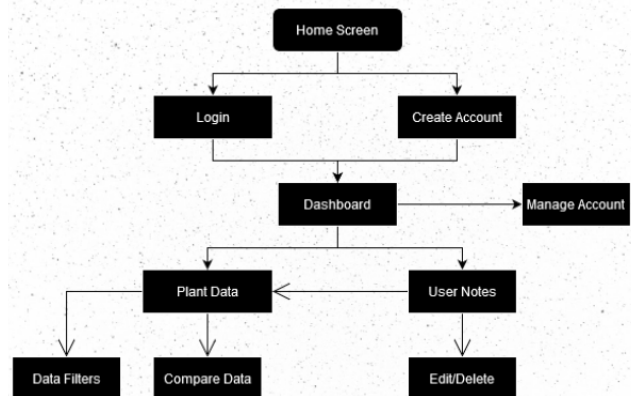 Home Screen
Login
Create Account
Dashboard
Manage Account
Plant Data
User Notes
Data Filters
Compare Data
Edit/Delete